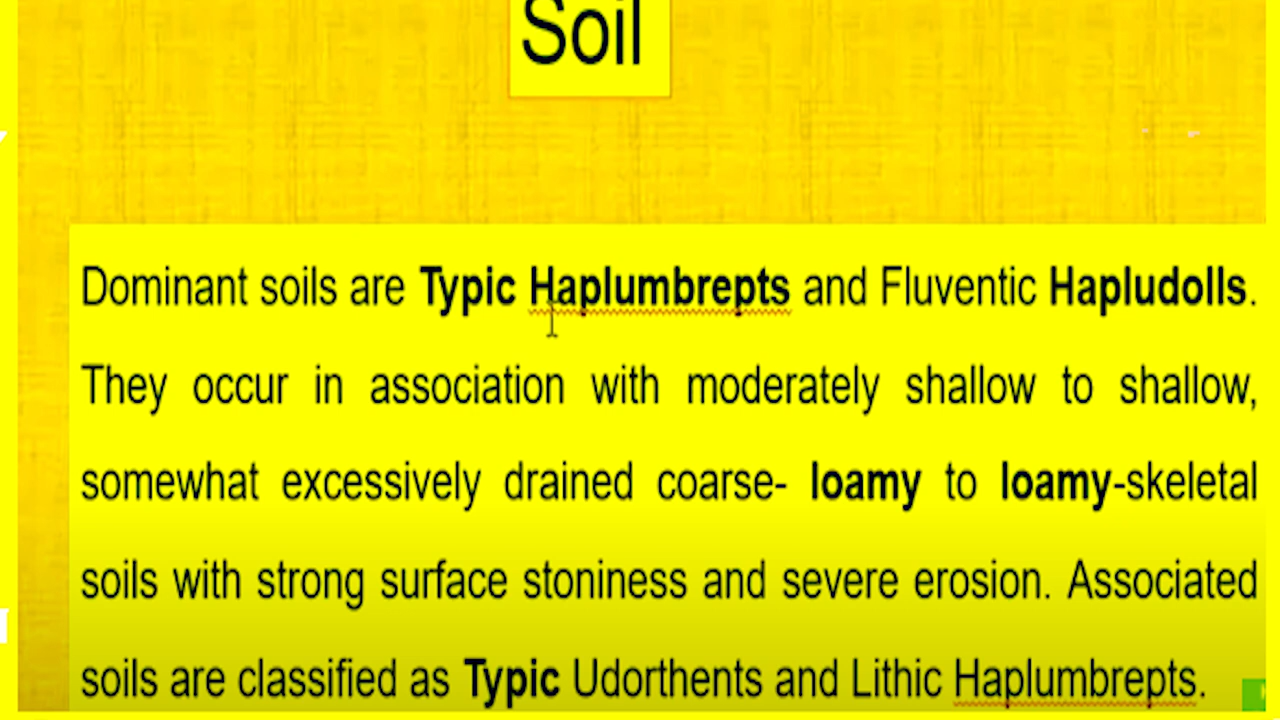 Soil
Dominant soils are Typic Haplumbrepts and Fluventic Hapludolls.
They occur in association with moderately shallow to shallow,
somewhat excessively drained coarse- loamy to loamy-skeletal
soils with strong surface stoniness and severe erosion. Associated
soils are classified as Typic Udorthents and Lithic Haplumbrepts.